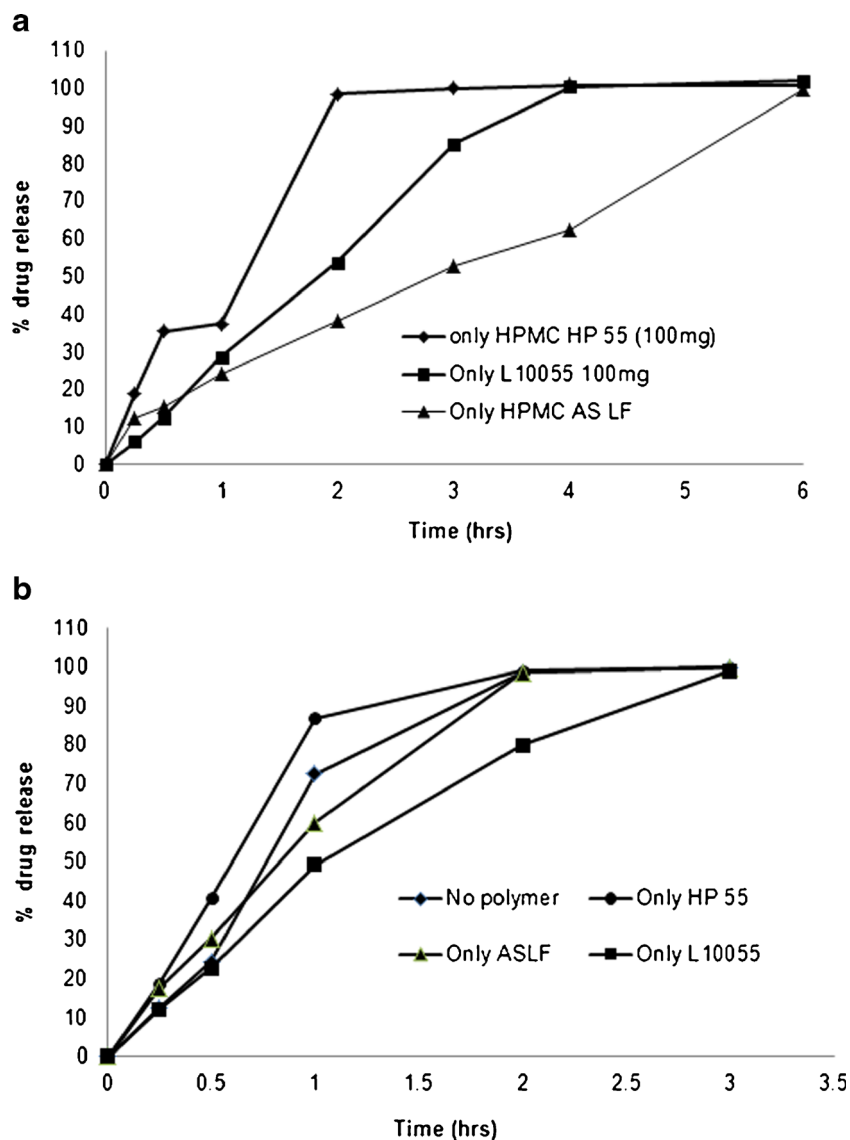 a
110
100
90
80
70
60
50
40
30
20
10
0
% drug release
only HPMC HP 55 (100mg)
Only L10055 100mg
Only HPMC AS LF
0 1 2 3 4 5 6
Time (hrs)
b
110
100
90
80
70
60
50
40
30
20
10
0
% drug release
No polymer Only HP 55
Only ASLF Only L10055
0 0.5 1 1.5 2 2.5 3 3.5
Time (hrs)